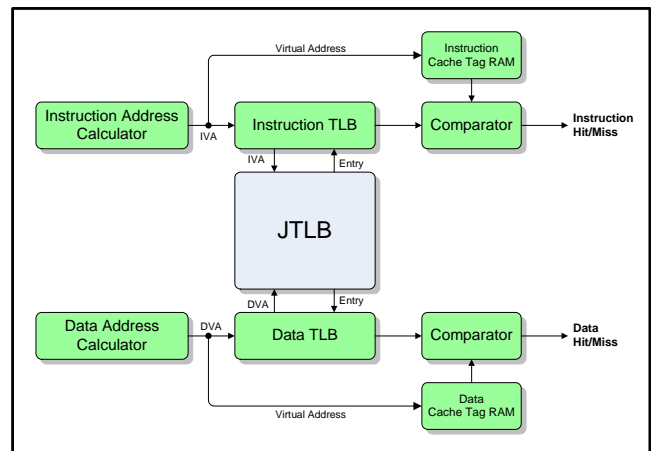 Virtual Address
Instruction
Cache Tag RAM
Instruction Address
Calculator
IVA
Instruction TLB
Comparator
Instruction
Hit/Miss
IVA
Entry
JTLB
DVA
Entry
Data Address
Calculator
DVA
Data TLB
Comparator
Data
Hit/Miss
Virtual Address
Data
Cache Tag RAM